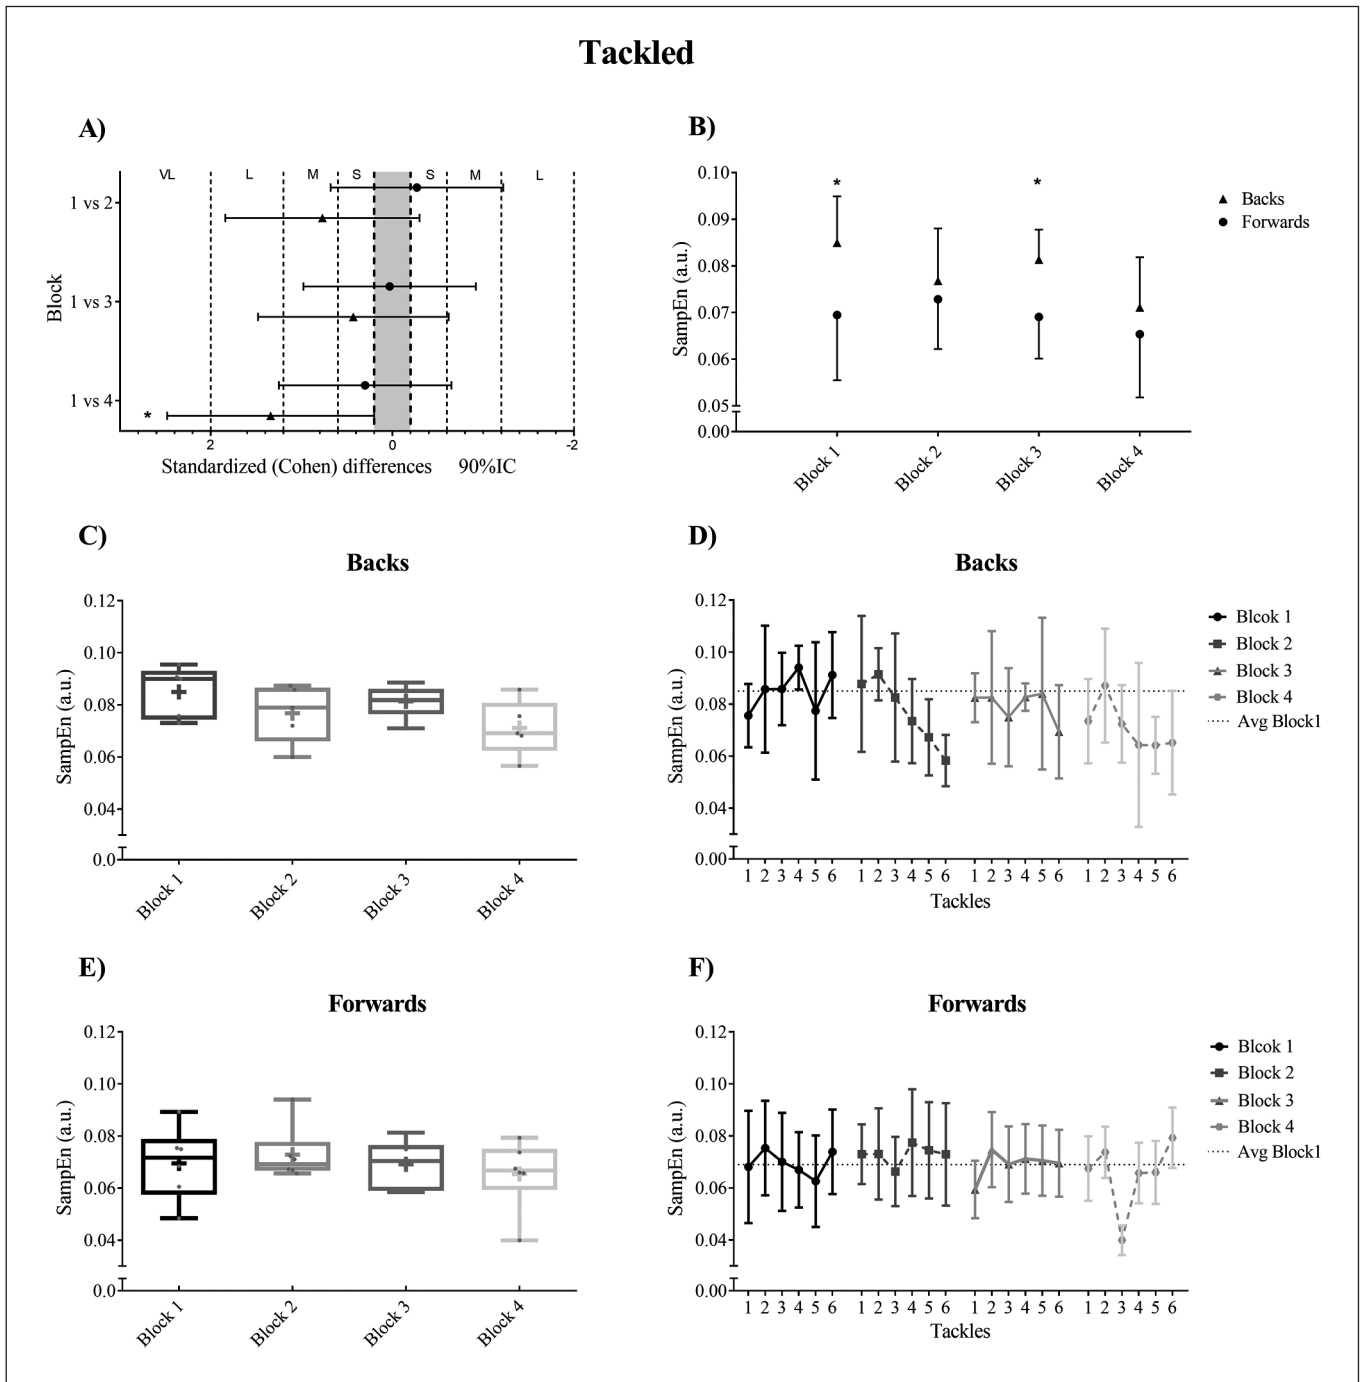 Tackled
A)
VL L M S S M L
1 vs 2
1 vs 3
1 vs 4
*
Block
2 0 -2
Standardized (Cohen) differences 90%IC
B)
0.10
0.09
0.08
0.07
0.06
0.05
0.00
SampEn (a.u.)
* *
Block 1 Block 2 Block 3 Block 4
Backs
Forwards
C)
Backs
0.12
0.10
0.08
0.06
0.04
0.0
SampEn (a.u.)
Block 1 Block 2 Block 3 Block 4
D)
Backs
0.12
0.10
0.08
0.06
0.04
0.00
SampEn (a.u.)
1 2 3 4 5 6 1 2 3 4 5 6 1 2 3 4 5 6 1 2 3 4 5 6
Tackles
Blcok 1
Block 2
Block 3
Block 4
Avg Block1
E)
Forwards
0.12
0.10
0.08
0.06
0.04
0.0
SampEn (a.u.)
Block 1 Block 2 Block 3 Block 4
F)
Forwards
0.12
0.10
0.08
0.06
0.04
0.00
SampEn (a.u.)
1 2 3 4 5 6 1 2 3 4 5 6 1 2 3 4 5 6 1 2 3 4 5 6
Tackles
Blcok 1
Block 2
Block 3
Block 4
Avg Block1